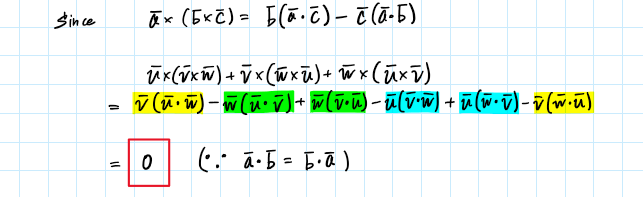 Since a̅ × (b̅ × c̅) = b̅(a̅ · c̅) − c̅(a̅ · b̅)
u̅ × (v̅ × w̅) + v̅ × (w̅ × u̅) + w̅ × (u̅ × v̅)
= v̅(u̅ · w̅) − w̅(u̅ · v̅) + w̅(v̅ · u̅) − u̅(v̅ · w̅) + u̅(w̅ · v̅) − v̅(w̅ · u̅)
= 0 (∵ a̅ · b̅ = b̅ · a̅)